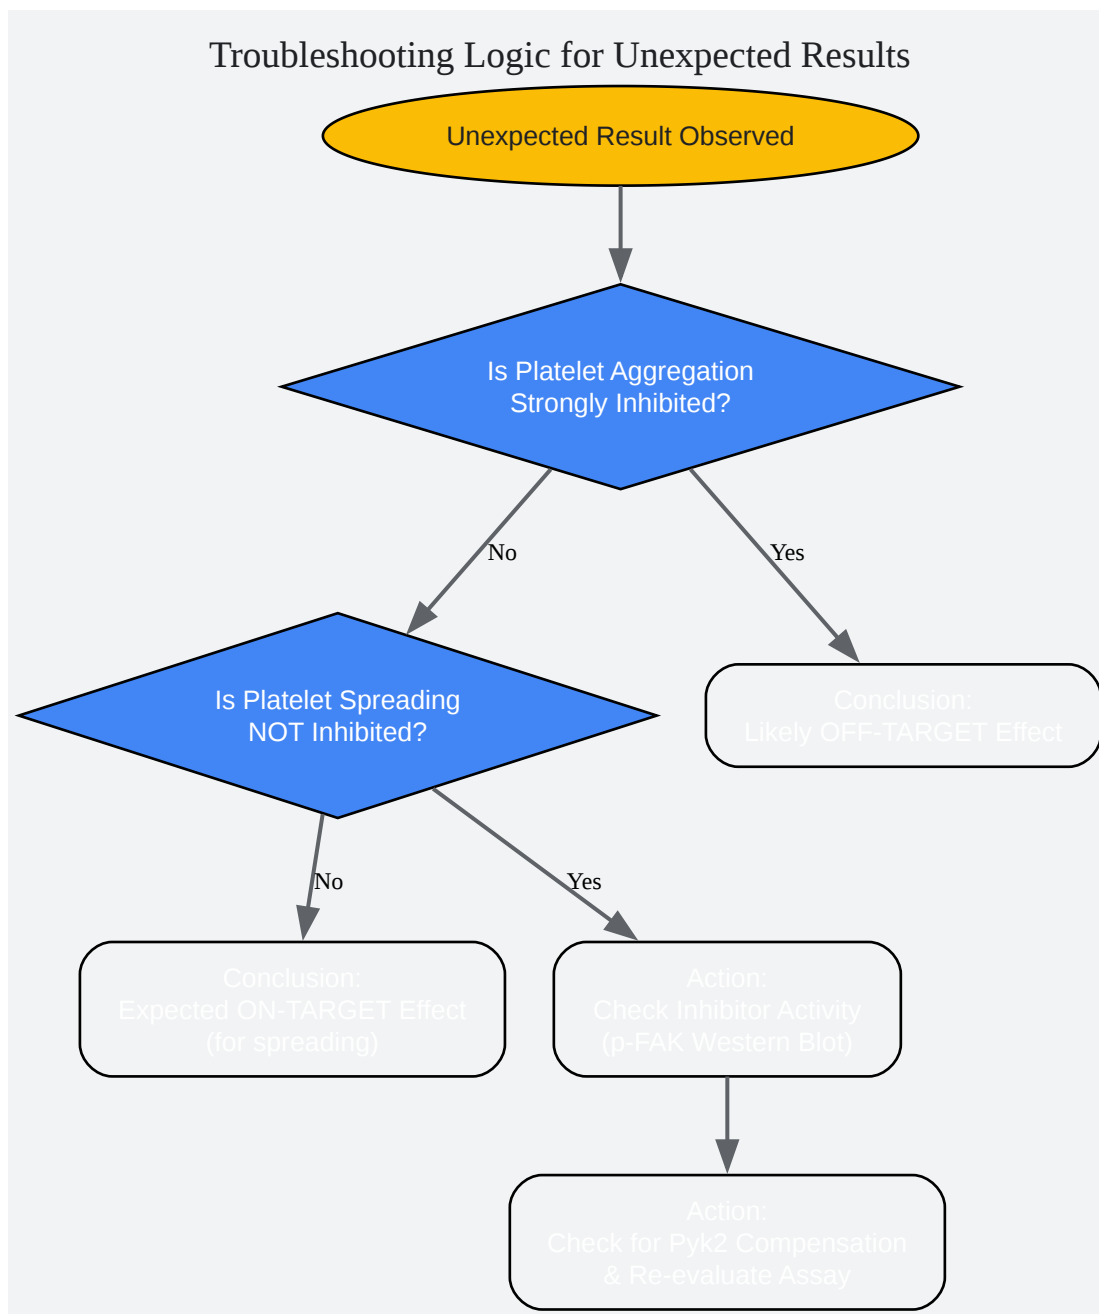 Troubleshooting Logic for Unexpected Results
Unexpected Result Observed
Is Platelet Aggregation
Strongly Inhibited?
No
Yes
Is Platelet Spreading
NOT Inhibited?
Conclusion:
Likely OFF-TARGET Effect
No
Yes
Conclusion:
Expected ON-TARGET Effect
(for spreading)
Action:
Check Inhibitor Activity
(p-FAK Western Blot)
Action:
Check for Pyk2 Compensation
& Re-evaluate Assay